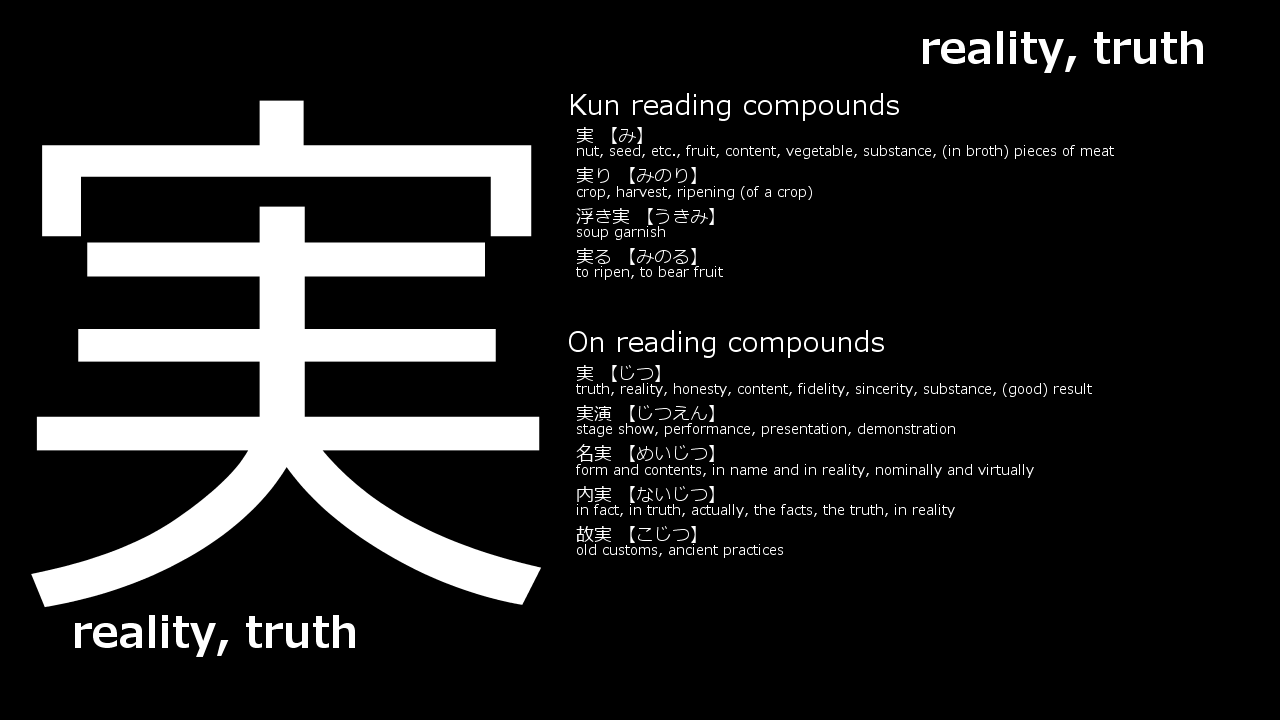 reality, truth
実
reality, truth
Kun reading compounds
実 【み】
nut, seed, etc., fruit, content, vegetable, substance, (in broth) pieces of meat
実り 【みのり】
crop, harvest, ripening (of a crop)
浮き実 【うきみ】
soup garnish
実る 【みのる】
to ripen, to bear fruit
On reading compounds
実 【じつ】
truth, reality, honesty, content, fidelity, sincerity, substance, (good) result
実演 【じつえん】
stage show, performance, presentation, demonstration
名実 【めいじつ】
form and contents, in name and in reality, nominally and virtually
内実 【ないじつ】
in fact, in truth, actually, the facts, the truth, in reality
故実 【こじつ】
old customs, ancient practices